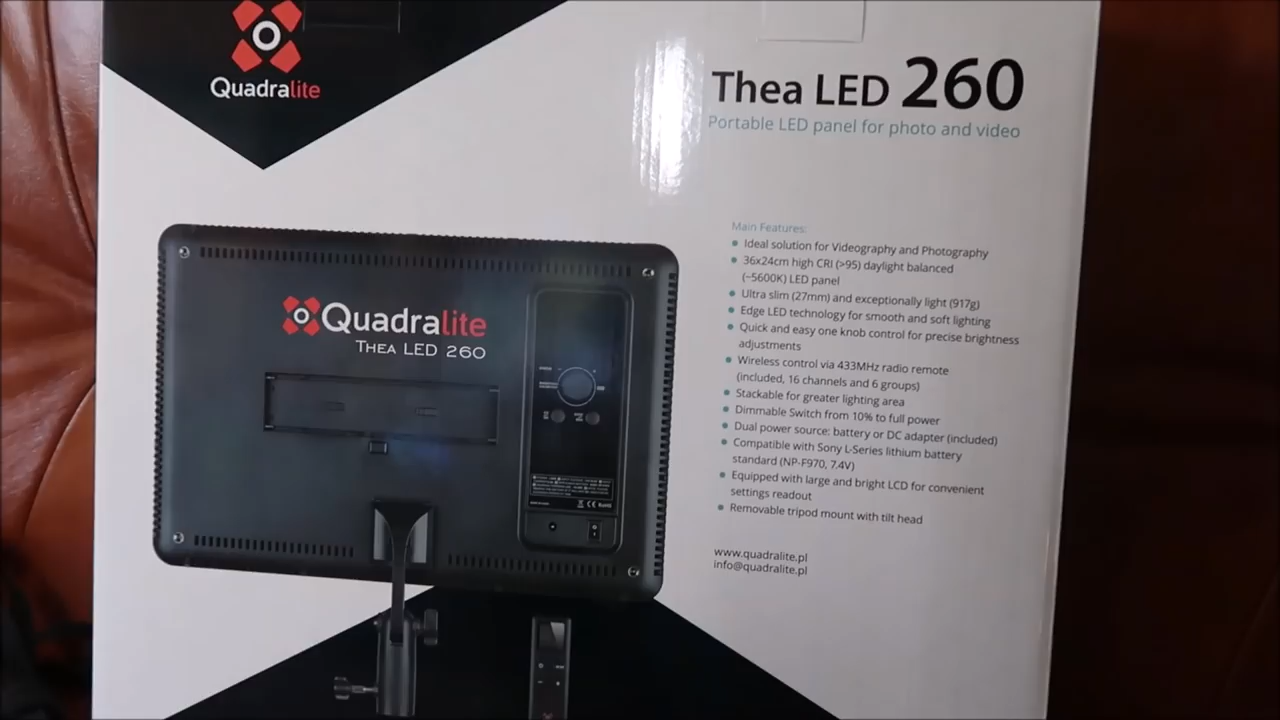 Quadralite
Thea LED 260
Portable LED panel for photo and video
Quadralite
THEA LED 260
Main Features:
Ideal solution for Videography and Photography
36x24cm high CRI (>95) daylight balanced
(~5600K) LED panel
Ultra slim (27mm) and exceptionally light (917g)
Edge LED technology for smooth and soft lighting
Quick and easy one knob control for precise brightness
adjustments
Wireless control via 433MHz radio remote
(included, 16 channels and 6 groups)
Stackable for greater lighting area
Dimmable Switch from 10% to full power
Dual power source: battery or DC adapter (included)
Compatible with Sony L-Series lithium battery
standard (NP-F970, 7.4V)
Equipped with large and bright LCD for convenient
settings readout
Removable tripod mount with tilt head
www.quadralite.pl
info@quadralite.pl
CE RoHS